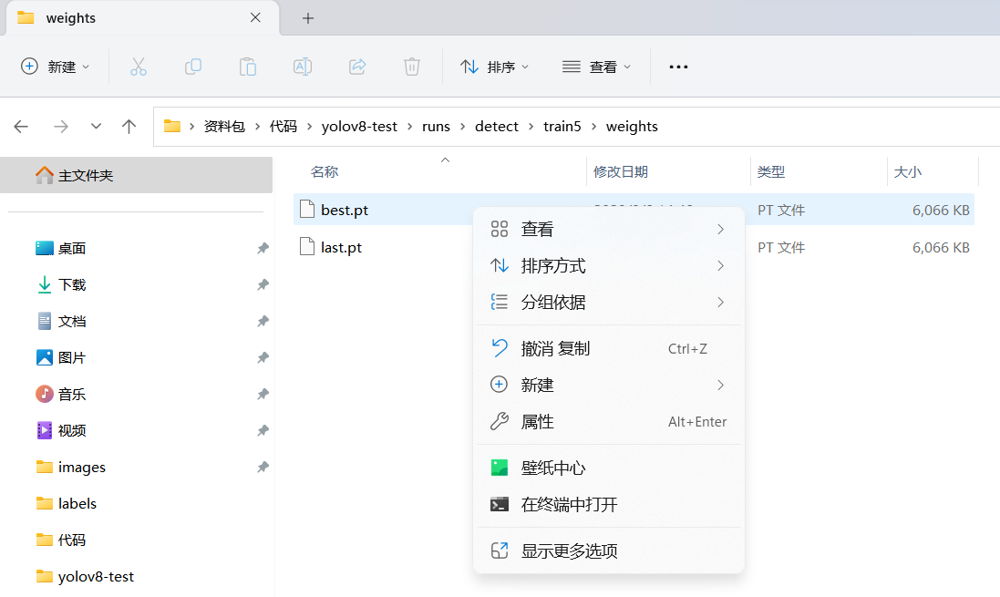 weights
新建
排序
查看
资料包 > 代码 > yolov8-test > runs > detect > train5 > weights
主文件夹
桌面
下载
文档
图片
音乐
视频
images
labels
代码
yolov8-test
名称 修改日期 类型 大小
best.pt PT 文件 6,066 KB
last.pt PT 文件 6,066 KB
查看
排序方式
分组依据
撤消 复制 Ctrl+Z
新建
属性 Alt+Enter
壁纸中心
在终端中打开
显示更多选项